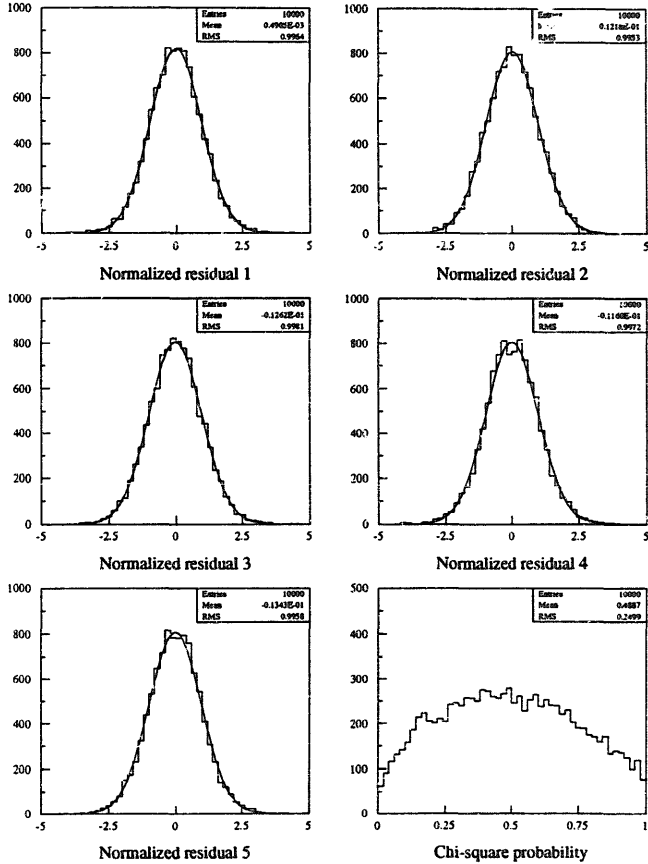 Entries 10000
Mean 0.4905E-03
RMS 0.9964
1000
800
600
400
200
0
-5 -2.5 0 2.5 5
Normalized residual 1
10000
RMS 0.9953
1000
800
600
400
200
0
-5 -2.5 0 2.5 5
Normalized residual 2
Entries 10000
Mean -0.1262E-01
RMS 0.9981
1000
800
600
400
200
0
-5 -2.5 0 2.5 5
Normalized residual 3
Entries 10000
Mean -0.1160E-01
RMS 0.9972
1000
800
600
400
200
0
-5 -2.5 0 2.5 5
Normalized residual 4
Entries 10000
Mean -0.1343E-01
RMS 0.9958
1000
800
600
400
200
0
-5 -2.5 0 2.5 5
Normalized residual 5
Entries 10000
Mean 0.4887
RMS 0.2499
500
400
300
200
100
0
0 0.25 0.5 0.75 1
Chi-square probability